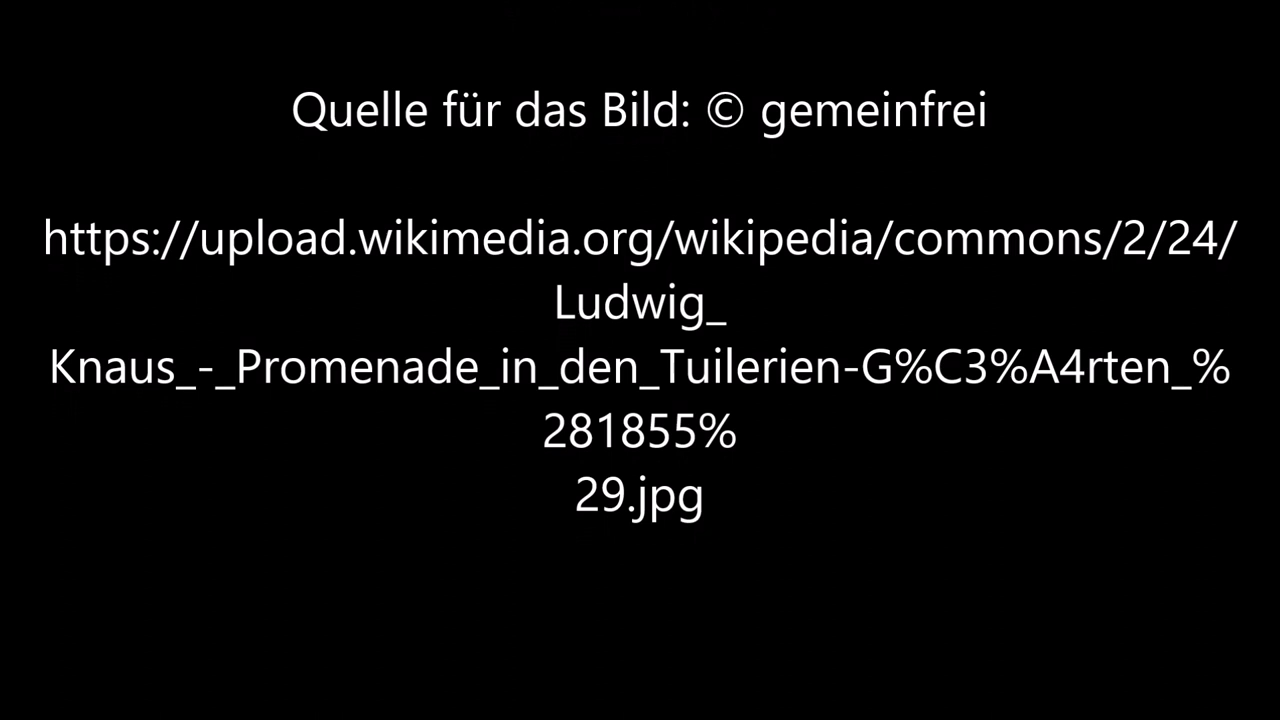 Quelle für das Bild: © gemeinfrei
https://upload.wikimedia.org/wikipedia/commons/2/24/
Ludwig_
Knaus_-_Promenade_in_den_Tuilerien-G%C3%A4rten_%
281855%
29.jpg